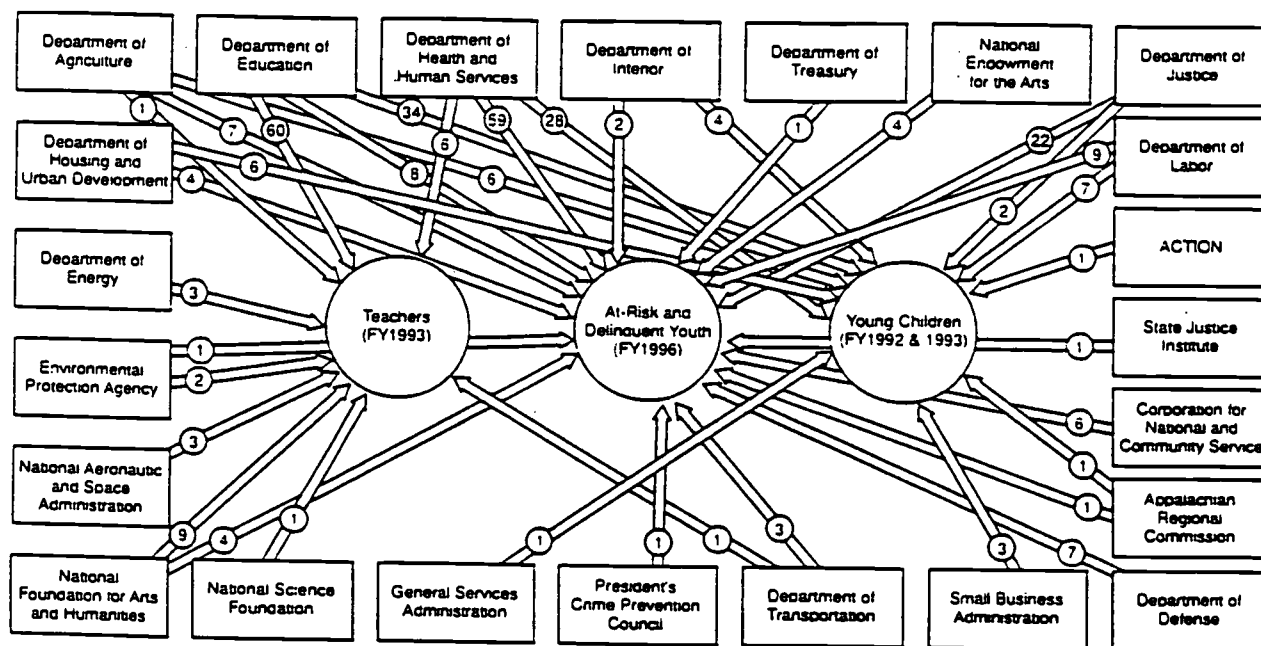 Department of
Agriculture
Department of
Education
Department of
Health and
Human Services
Department of
Interior
Department of
Treasury
National
Endowment
for the Arts
Department of
Justice
1
7
60
34
6
59
28
2
4
1
4
22
9
Department of
Housing and
Urban Development
6
4
8
6
2
7
Department of
Labor
Department of
Energy
3
Teachers
(FY1993)
At-Risk and
Delinquent Youth
(FY1996)
Young Children
(FY1992 & 1993)
1
ACTION
Environmental
Protection Agency
1
2
1
State Justice
Institute
National Aeronautic
and Space
Administration
3
6
Corporation for
National and
Community Service
1
1
Appalachian
Regional
Commission
9
4
1
1
1
1
3
3
7
National
Foundation for Arts
and Humanities
National Science
Foundation
General Services
Administration
President's
Crime Prevention
Council
Department of
Transportation
Small Business
Administration
Department of
Defense